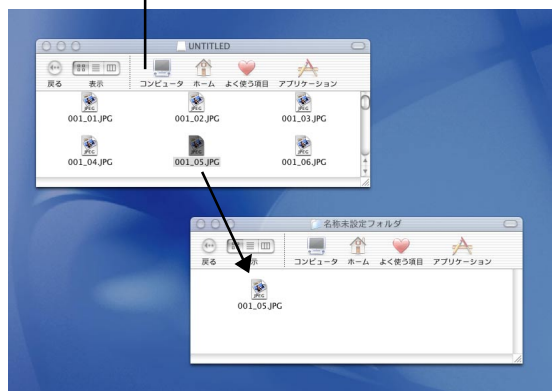 UNTITLED
戻る 表示 コンピュータ ホーム よく使う項目 アプリケーション
001_01.JPG 001_02.JPG 001_03.JPG
001_04.JPG 001_05.JPG 001_06.JPG
名称未設定フォルダ
戻る 表示 コンピュータ ホーム よく使う項目 アプリケーション
001_05.JPG